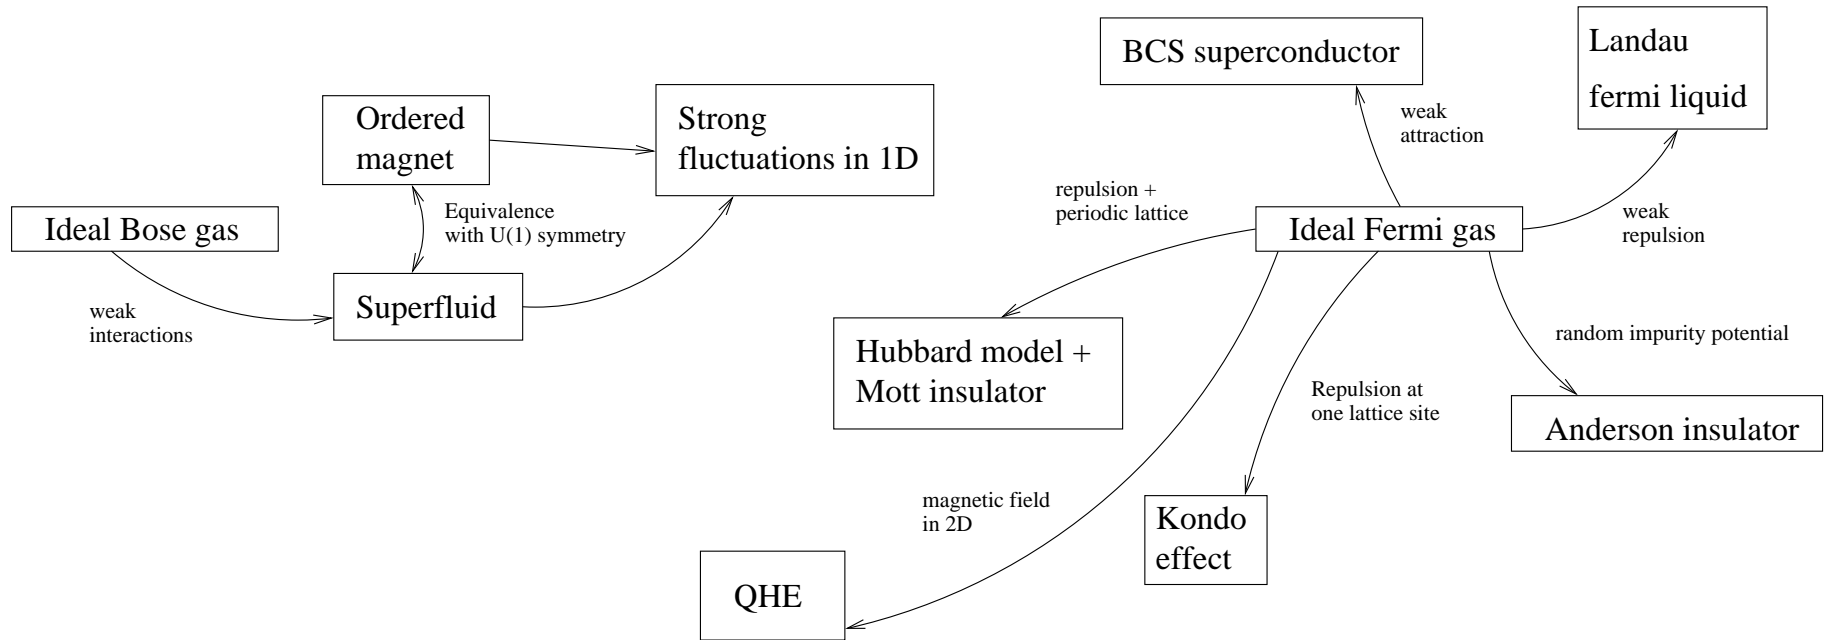 Ideal Bose gas
weak
interactions
Ordered
magnet
Equivalence
with U(1) symmetry
Superfluid
Strong
fluctuations in 1D
BCS superconductor
weak
attraction
Landau
fermi liquid
weak
repulsion
Ideal Fermi gas
repulsion +
periodic lattice
Hubbard model +
Mott insulator
random impurity potential
Anderson insulator
Repulsion at
one lattice site
Kondo
effect
magnetic field
in 2D
QHE